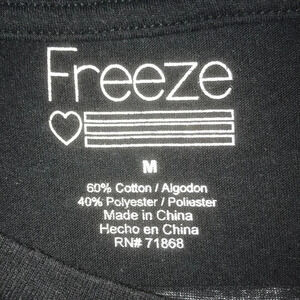 Freeze
M
60% Cotton / Algodon
40% Polyester / Poliester
Made in China
Hecho en China
RN# 71868